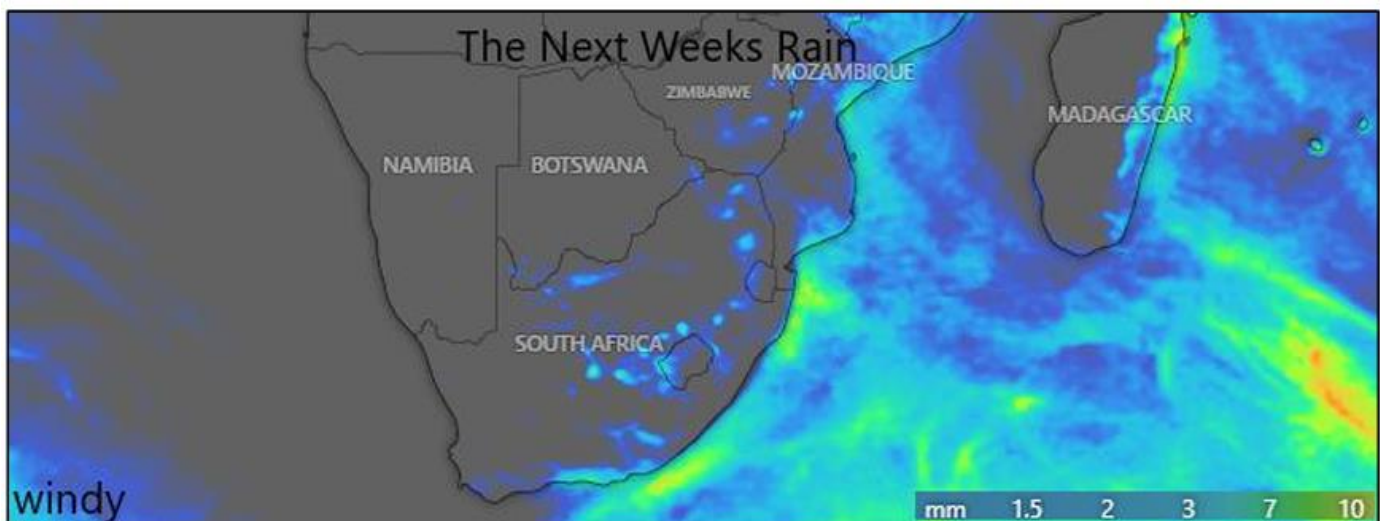 The Next Weeks Rain
MOZAMBIQUE
ZIMBABWE
MADAGASCAR
NAMIBIA
BOTSWANA
SOUTH AFRICA
windy
mm 1.5 2 3 7 10